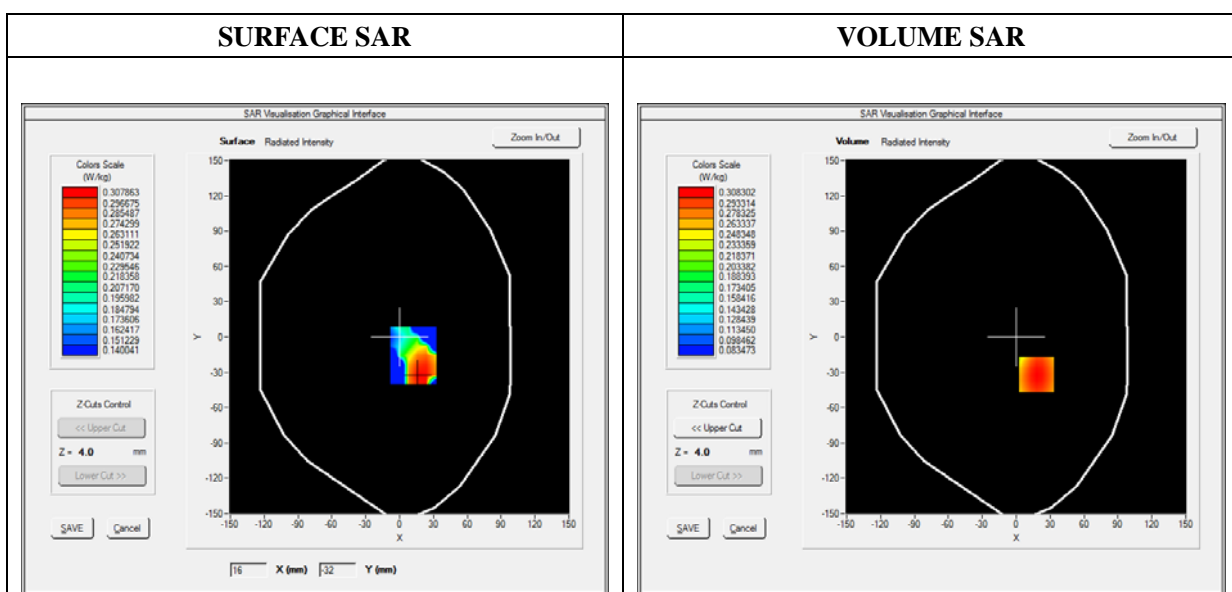 SURFACE SAR
VOLUME SAR
SAR Visualisation Graphical Interface
Surface Radiated Intensity
Zoom In/Out
Colors Scale
(W/kg)
0.307863
0.296675
0.285487
0.274299
0.263111
0.251922
0.240734
0.229546
0.218358
0.207170
0.195982
0.184794
0.173606
0.162417
0.151229
0.140041
Z-Cuts Control
<< Upper Cut
Z = 4.0 mm
Lower Cut >>
SAVE Cancel
150
120
90
60
30
0
-30
-60
-90
-120
-150
Y
-150 -120 -90 -60 -30 0 30 60 90 120 150
X
16 X (mm) -32 Y (mm)
SAR Visualisation Graphical Interface
Volume Radiated Intensity
Zoom In/Out
Colors Scale
(W/kg)
0.308302
0.293314
0.278325
0.263337
0.248348
0.233359
0.218371
0.203382
0.188393
0.173405
0.158416
0.143428
0.128439
0.113450
0.098462
0.083473
Z-Cuts Control
<< Upper Cut
Z = 4.0 mm
Lower Cut >>
SAVE Cancel
150
120
90
60
30
0
-30
-60
-90
-120
-150
Y
-150 -120 -90 -60 -30 0 30 60 90 120 150
X